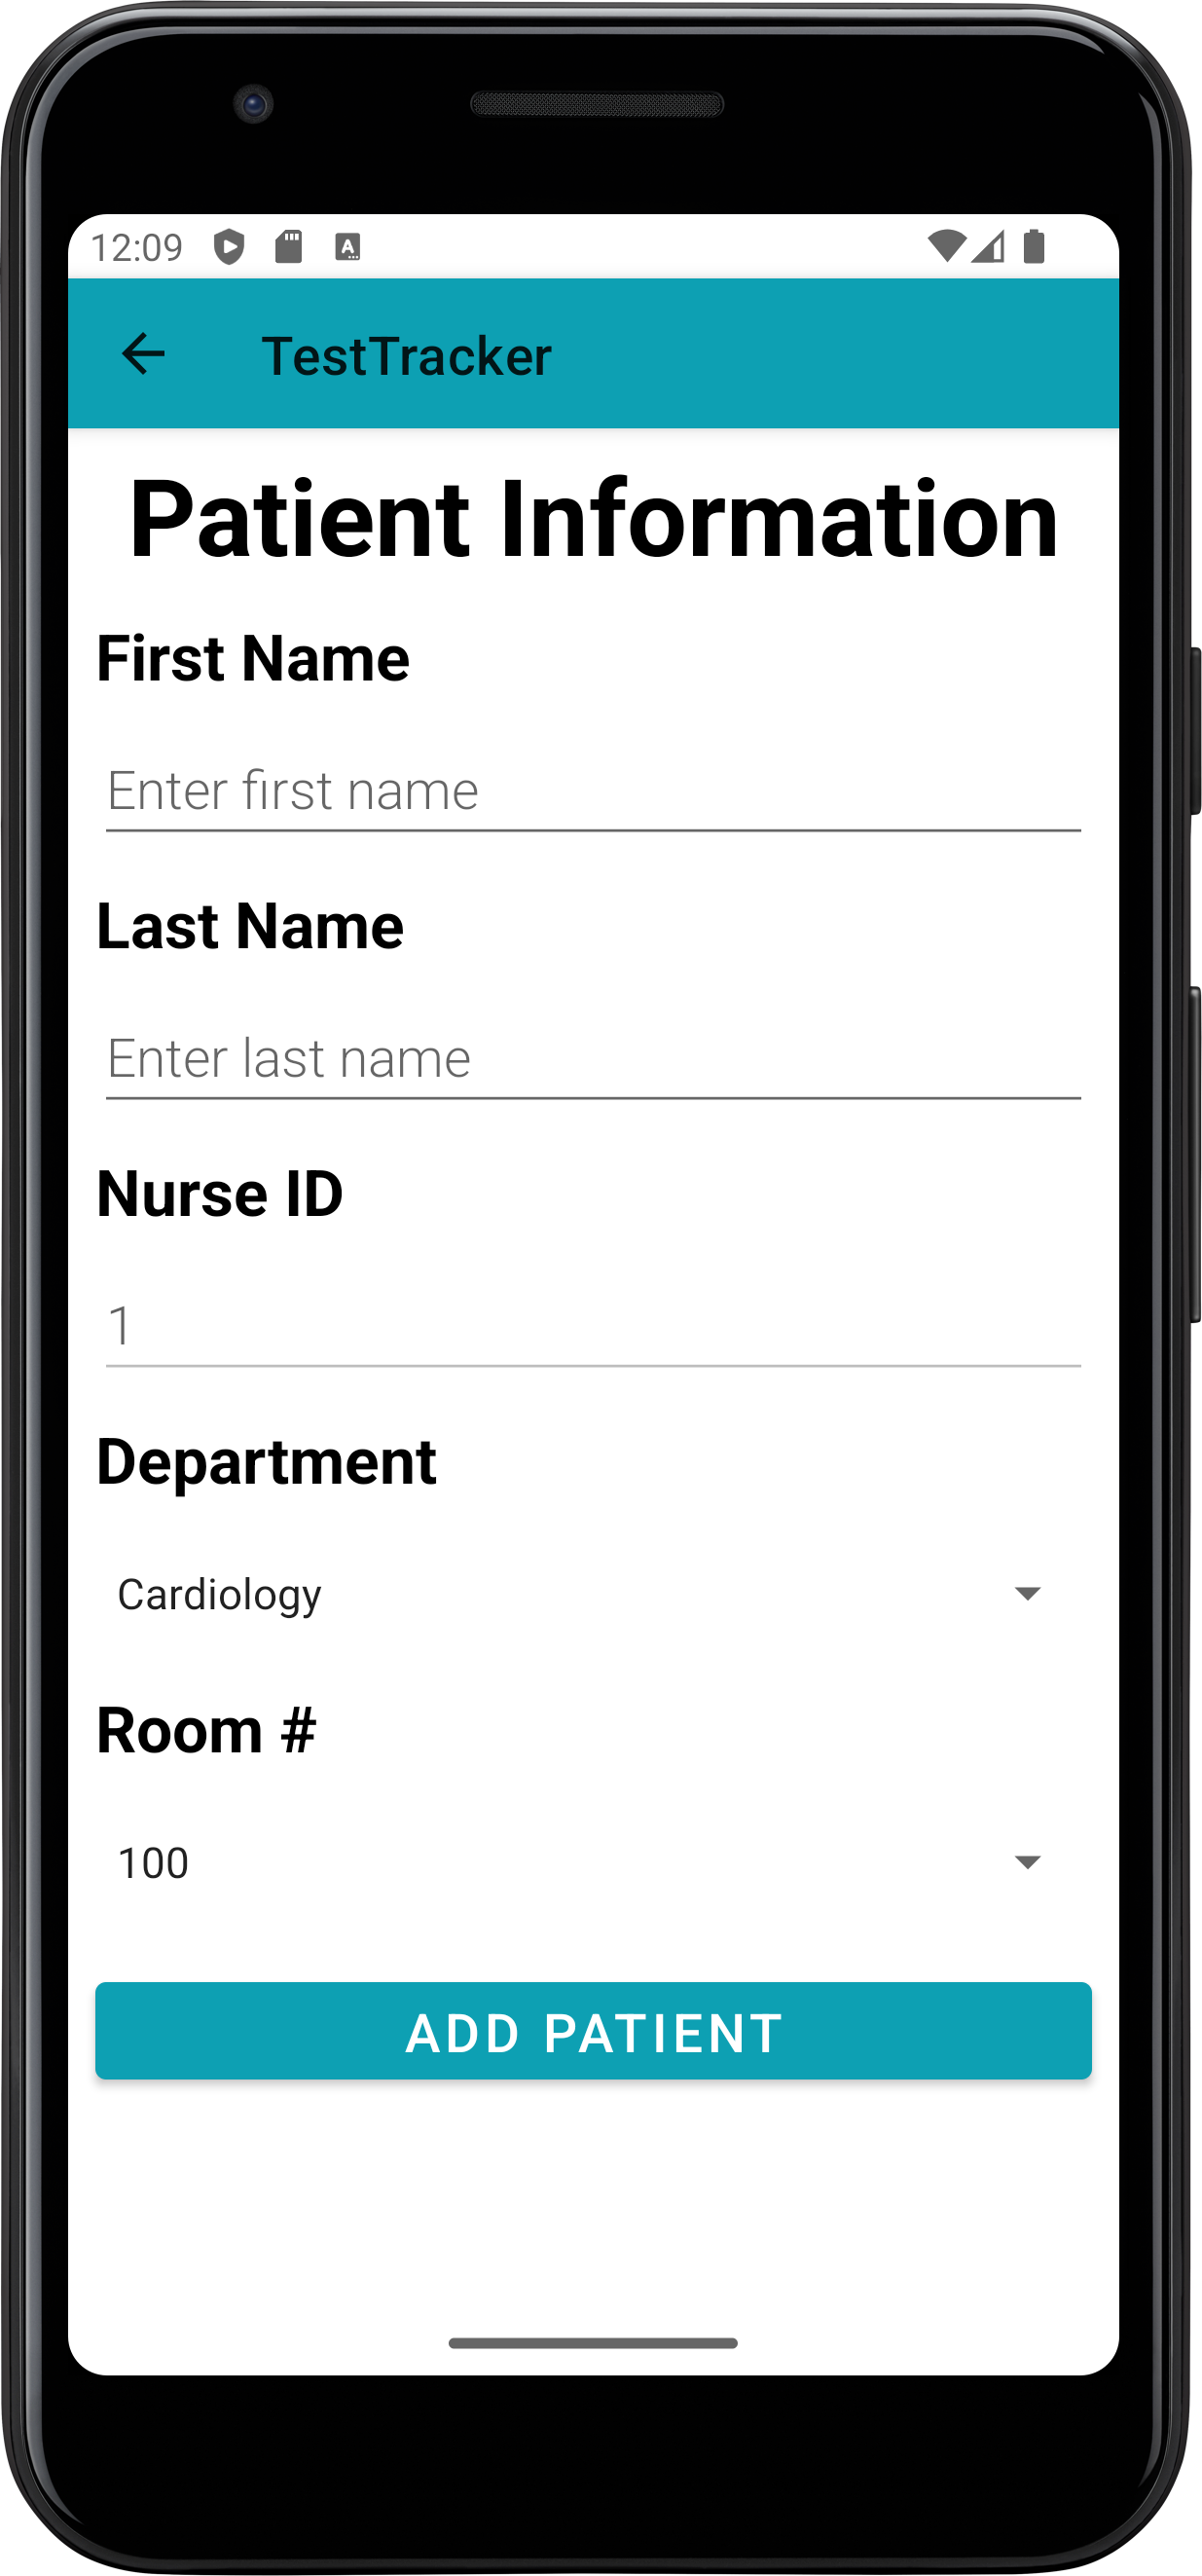 12:09
TestTracker
Patient Information
First Name
Enter first name
Last Name
Enter last name
Nurse ID
1
Department
Cardiology
Room #
100
ADD PATIENT